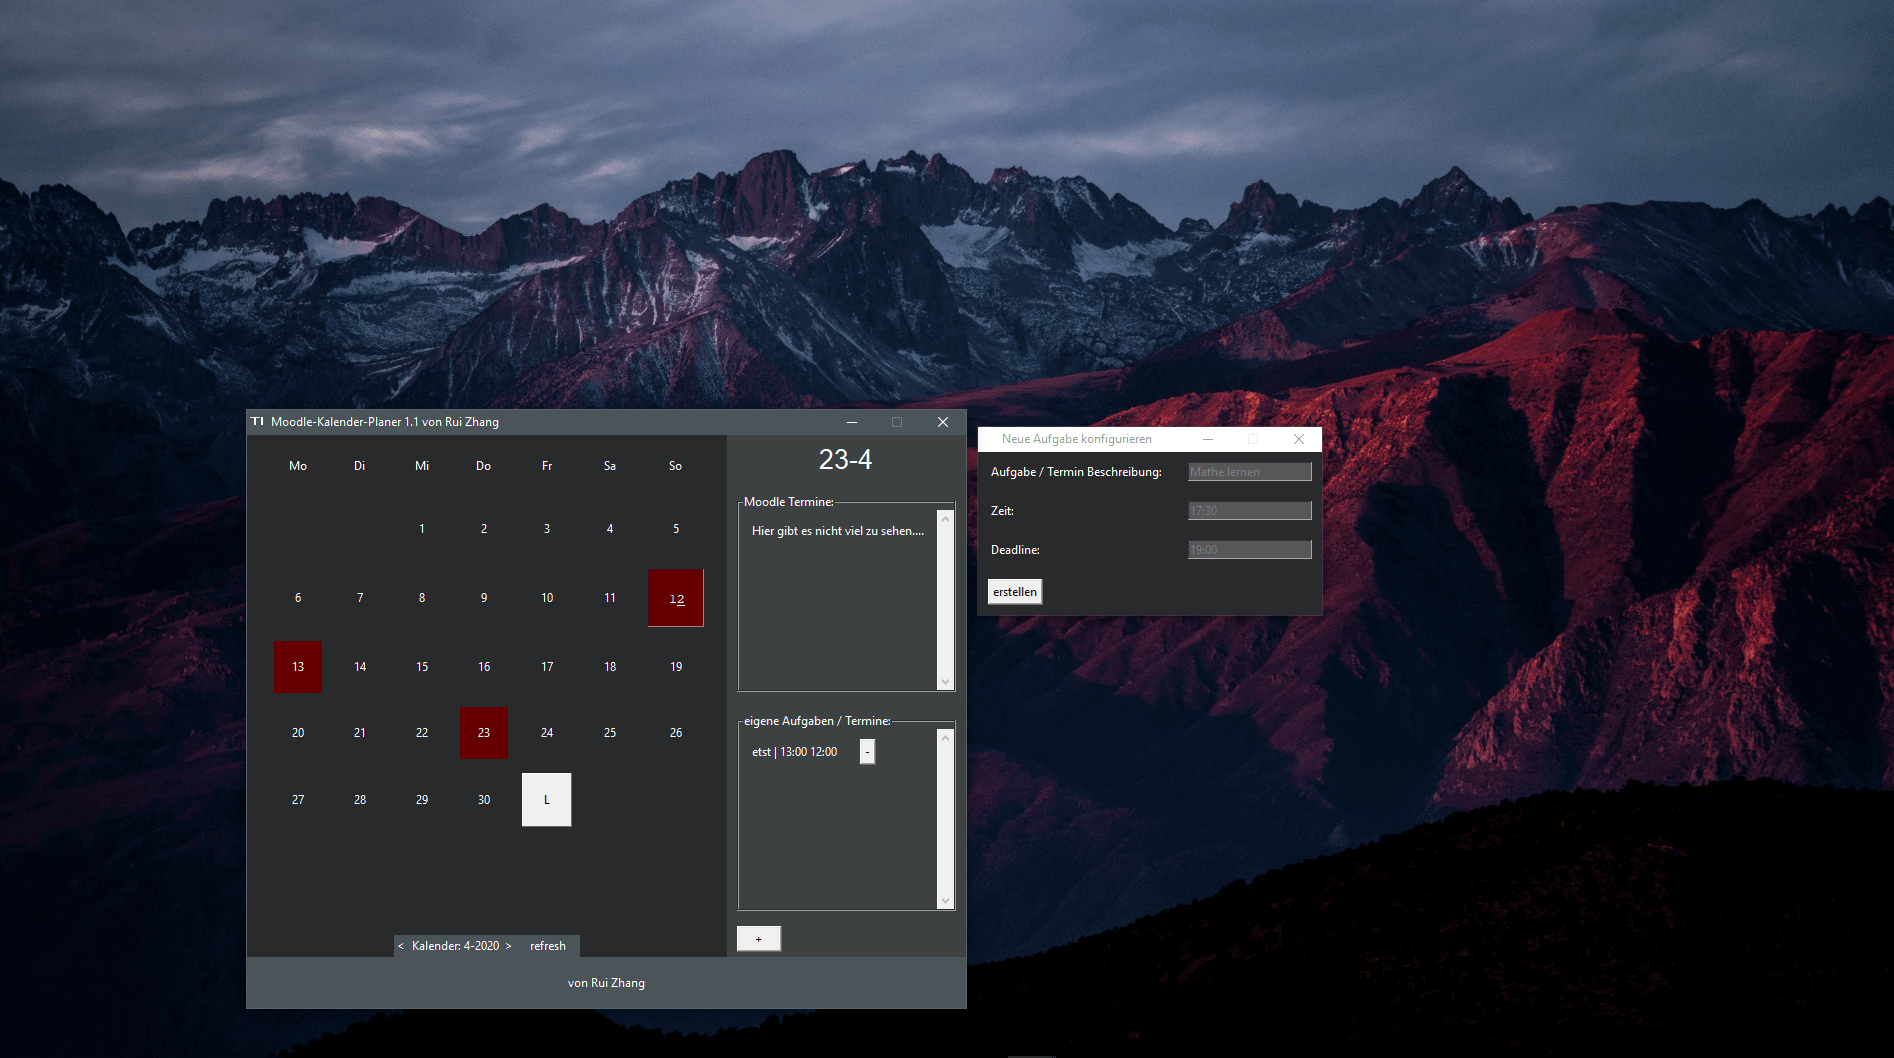 TI Moodle-Kalender-Planer 1.1 von Rui Zhang
Mo Di Mi Do Fr Sa So
1 2 3 4 5
6 7 8 9 10 11 12
13 14 15 16 17 18 19
20 21 22 23 24 25 26
27 28 29 30 L
< Kalender: 4-2020 > refresh
23-4
Moodle Termine:
Hier gibt es nicht viel zu sehen....
eigene Aufgaben / Termine:
etst | 13:00 12:00 -
+
von Rui Zhang
Neue Aufgabe konfigurieren
Aufgabe / Termin Beschreibung: Mathe lernen
Zeit: 17:30
Deadline: 19:00
erstellen